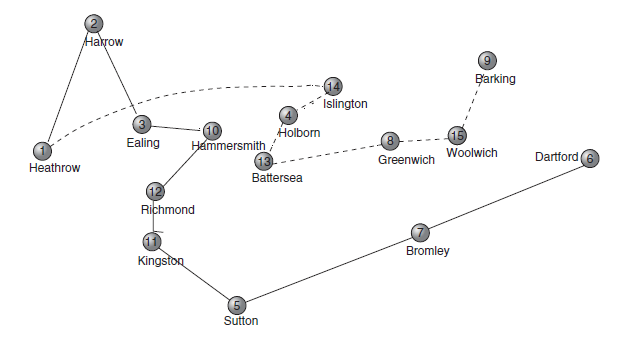 2
Harrow
9
Barking
14
Islington
4
Holborn
3
Ealing
10
Hammersmith
8
Greenwich
15
Woolwich
1
Heathrow
13
Battersea
Dartford 6
12
Richmond
11
Kingston
7
Bromley
5
Sutton